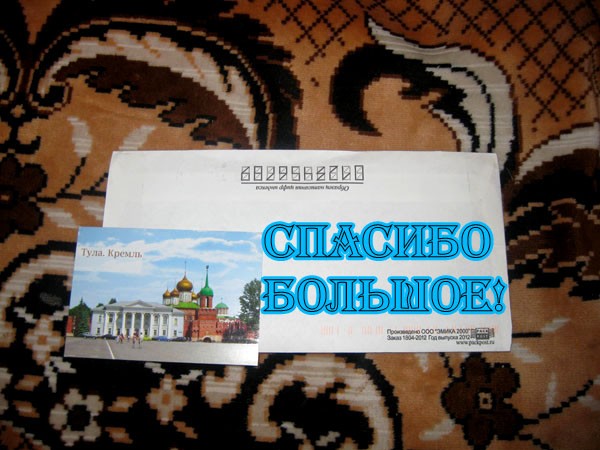 0123456789
Образец написания цифр индекса
Тула. Кремль
СПАСИБО
БОЛЬШОЕ!
Произведено ООО "ЭМИКА 2000"
Заказ 1804-2012 Год выпуска 2012
www.packpost.ru